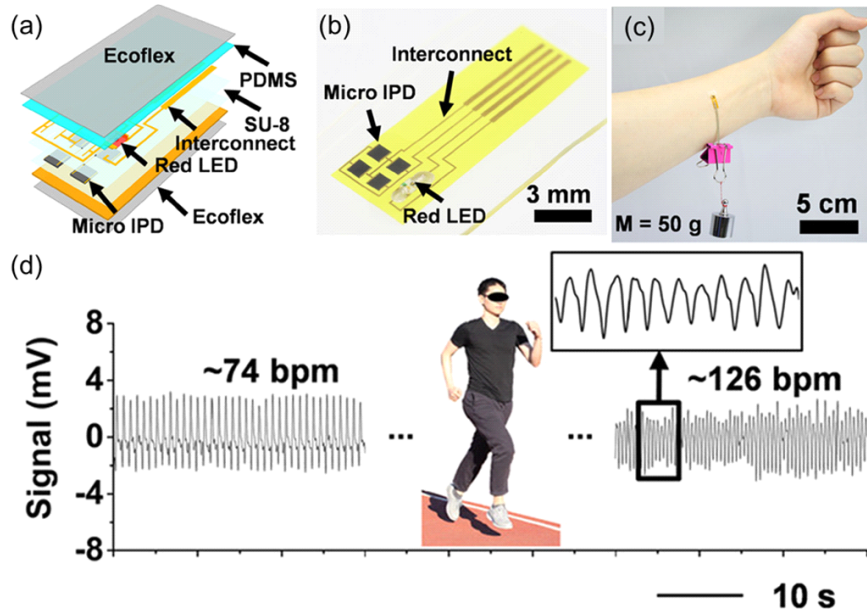 (a)
Ecoflex
PDMS
SU-8
Interconnect
Red LED
Micro IPD
Ecoflex
(b)
Interconnect
Micro IPD
Red LED
3 mm
(c)
M = 50 g
5 cm
(d)
Signal (mV)
8
4
0
-4
-8
~74 bpm
...
...
~126 bpm
10 s